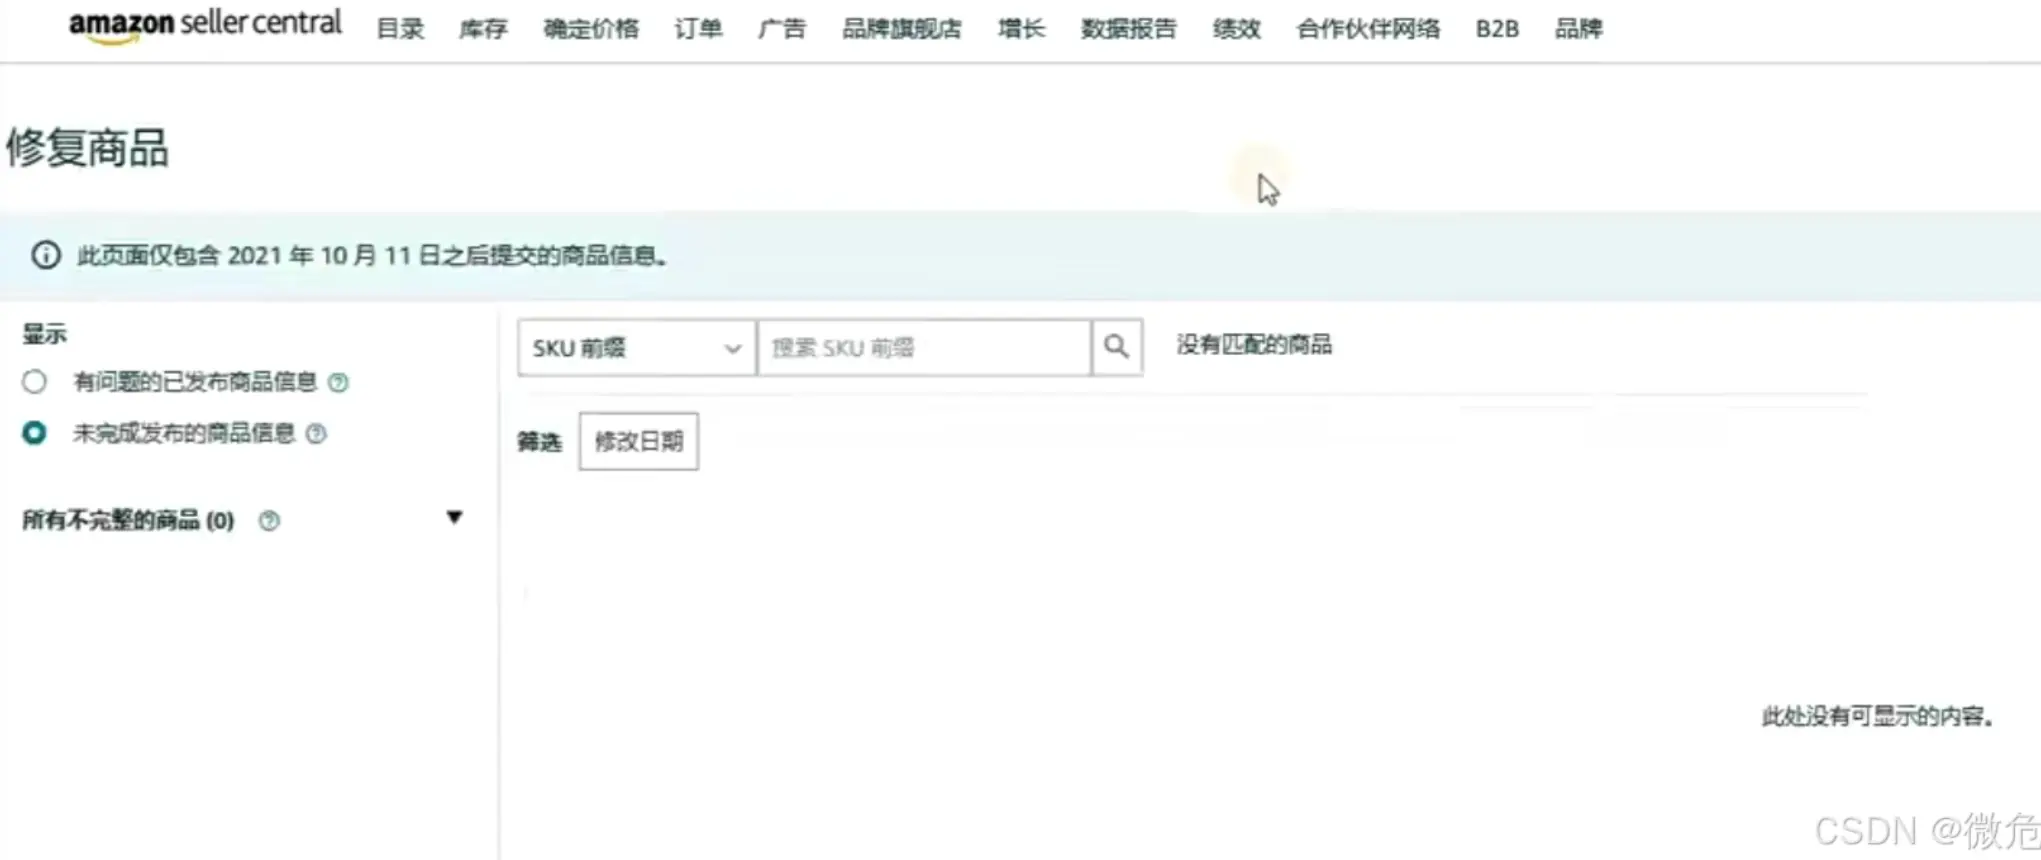 amazon seller central 目录 库存 确定价格 订单 广告 品牌旗舰店 增长 数据报告 绩效 合作伙伴网络 B2B 品牌
修复商品
此页面仅包含 2021 年 10 月 11 日之后提交的商品信息。
显示
有问题的已发布商品信息
未完成发布的商品信息
所有不完整的商品 (0)
SKU 前缀 搜索 SKU 前缀 没有匹配的商品
筛选 修改日期
此处没有可显示的内容。
CSDN @微危